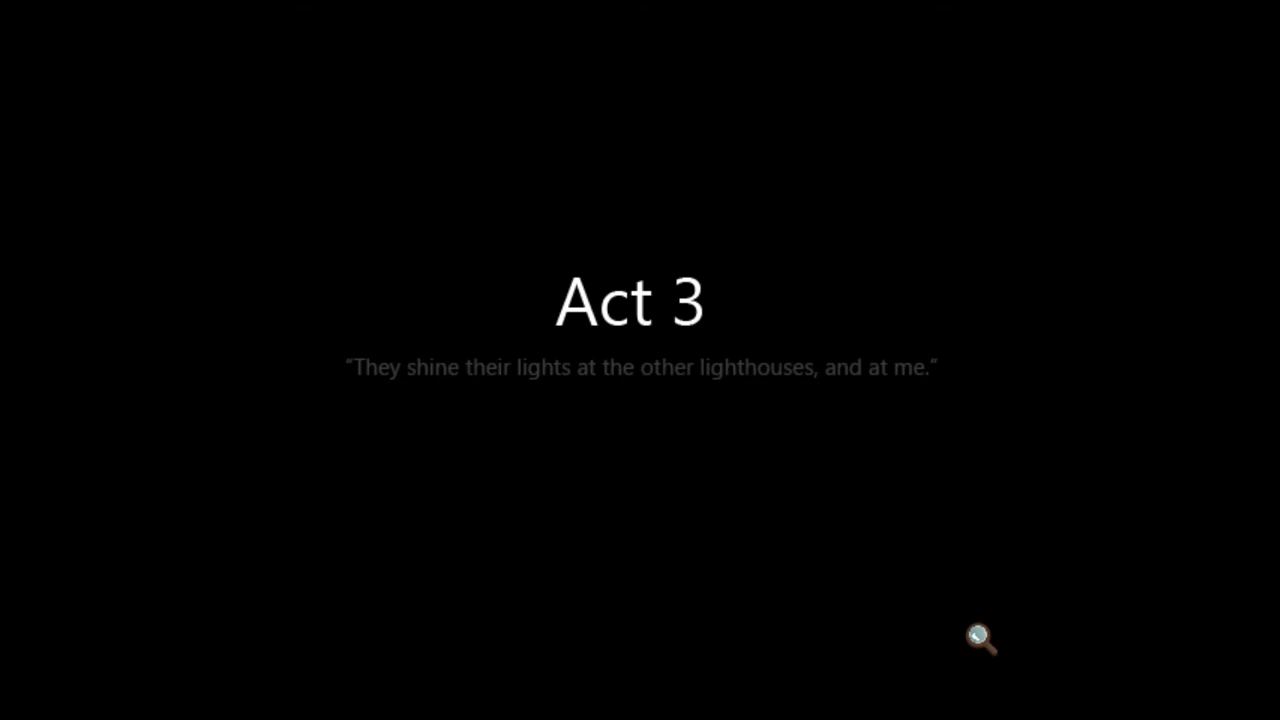 Act 3
“They shine their lights at the other lighthouses, and at me.”